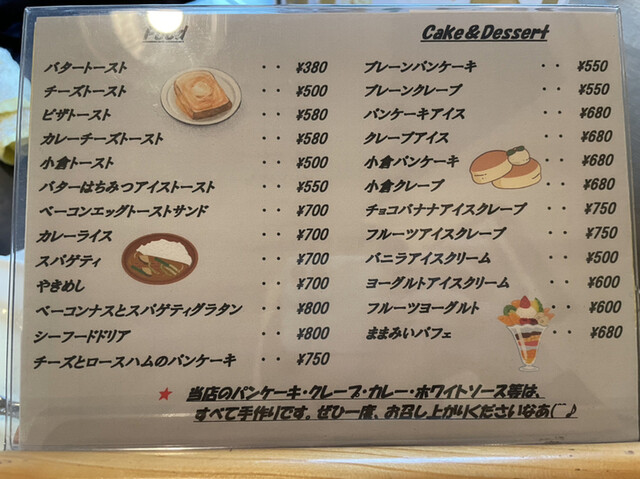 Food
バタートースト ・・ ¥380
チーズトースト ・・ ¥500
ピザトースト ・・ ¥580
カレーチーズトースト ・・ ¥580
小倉トースト ・・ ¥500
バターはちみつアイストースト ・・ ¥550
ベーコンエッグトーストサンド ・・ ¥700
カレーライス ・・ ¥700
スパゲティ ・・ ¥700
やきめし ・・ ¥700
ベーコンナスとスパゲティグラタン ・・ ¥800
シーフードドリア ・・ ¥800
チーズとロースハムのパンケーキ ・・ ¥750
Cake&Dessert
プレーンパンケーキ ・・ ¥550
プレーンクレープ ・・ ¥550
パンケーキアイス ・・ ¥680
クレープアイス ・・ ¥680
小倉パンケーキ ・・ ¥680
小倉クレープ ・・ ¥680
チョコバナナアイスクレープ ・・ ¥750
フルーツアイスクレープ ・・ ¥750
バニラアイスクリーム ・・ ¥500
ヨーグルトアイスクリーム ・・ ¥600
フルーツヨーグルト ・・ ¥600
ままみいパフェ ・・ ¥680
★ 当店のパンケーキ・クレープ・カレー・ホワイトソース等は、
すべて手作りです。ぜひ一度、お召し上がりくださいなあ(⌒♪